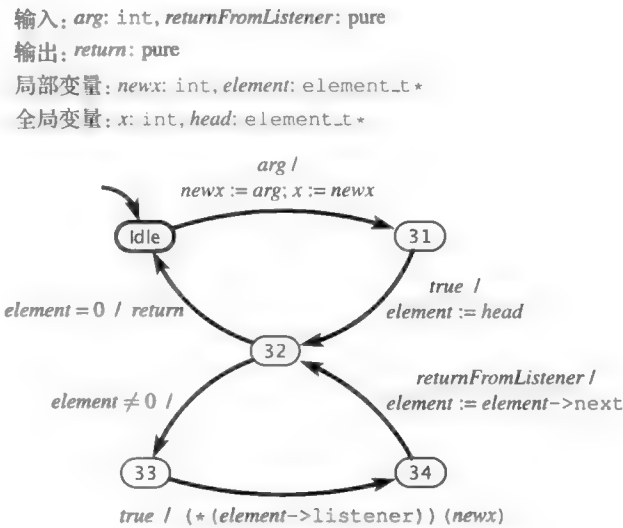 输入: arg: int, returnFromListener: pure
输出: return: pure
局部变量: newx: int, element: element_t*
全局变量: x: int, head: element_t*
arg /
newx := arg; x := newx
Idle
31
true /
element := head
element = 0 / return
32
returnFromListener /
element := element->next
element ≠ 0 /
33
34
true / (*(element->listener))(newx)